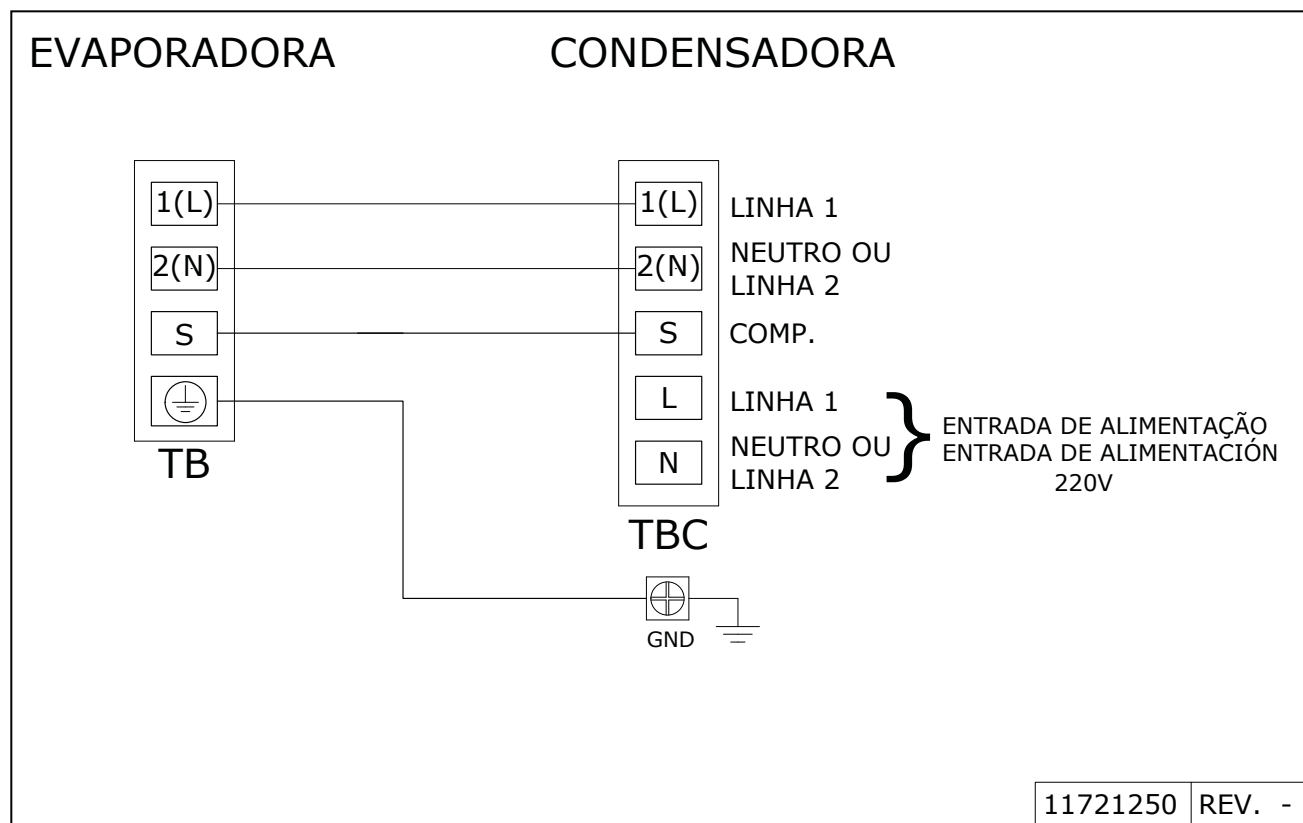 EVAPORADORA
CONDENSADORA
1(L)
2(N)
S
TB
1(L)
LINHA 1
2(N)
NEUTRO OU
LINHA 2
S
COMP.
L
LINHA 1
N
NEUTRO OU
LINHA 2
ENTRADA DE ALIMENTAÇÃO
ENTRADA DE ALIMENTACIÓN
220V
TBC
GND
11721250
REV. -